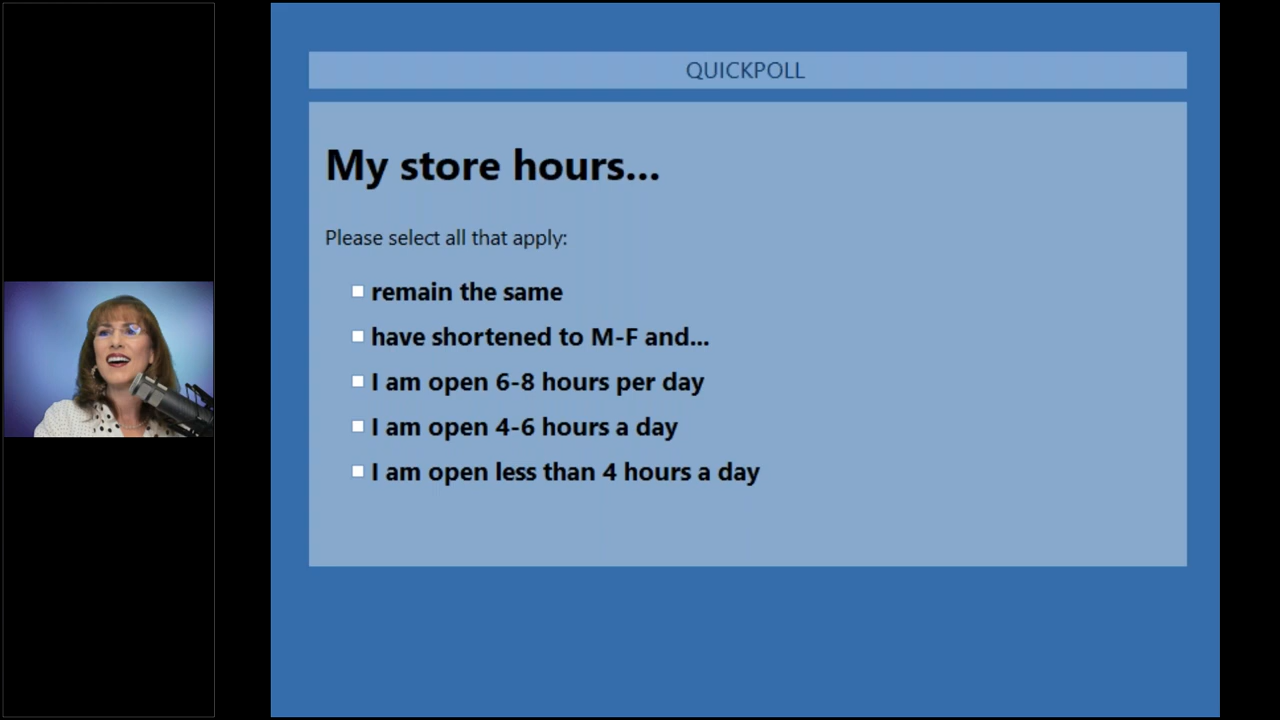 QUICKPOLL
My store hours...
Please select all that apply:
remain the same
have shortened to M-F and...
I am open 6-8 hours per day
I am open 4-6 hours a day
I am open less than 4 hours a day